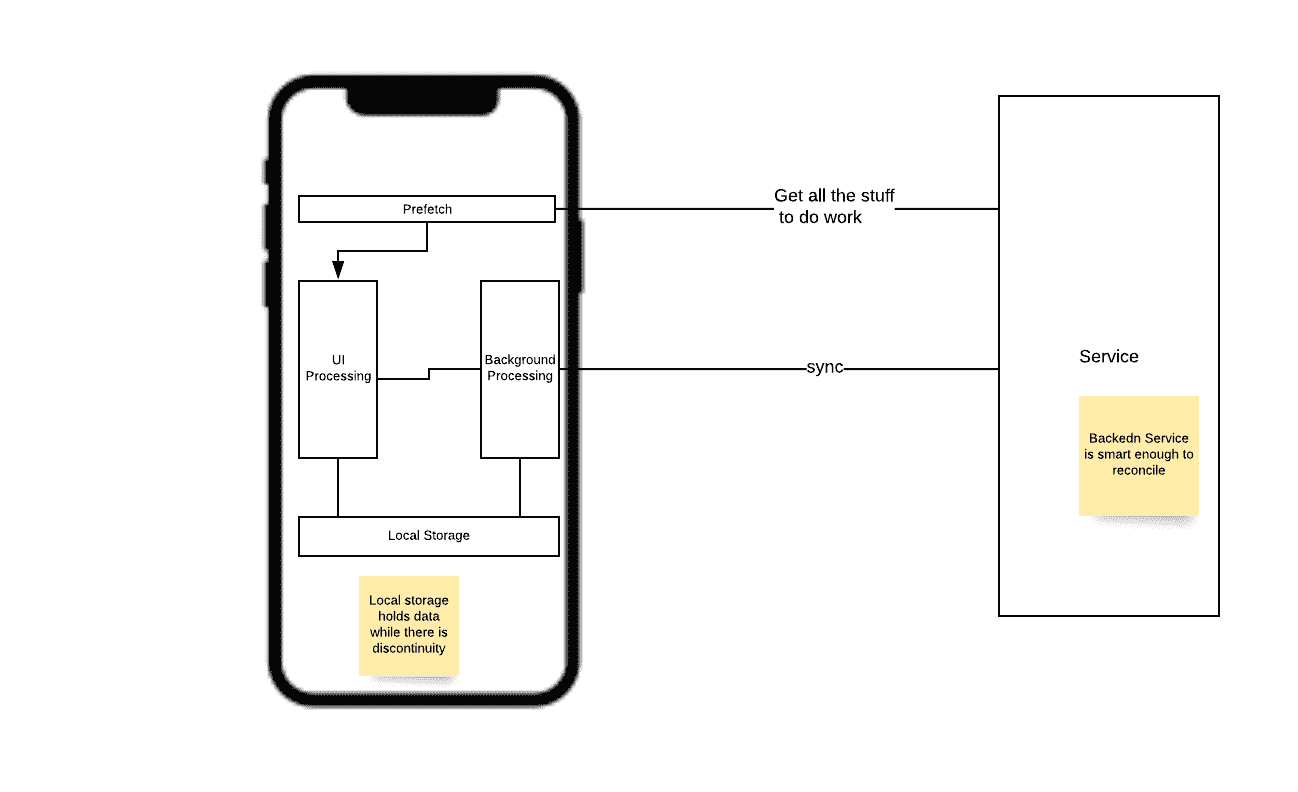 Prefetch
Get all the stuff
to do work
UI
Processing
Background
Processing
sync
Service
Backedn Service
is smart enough to
reconcile
Local Storage
Local storage
holds data
while there is
discontinuity